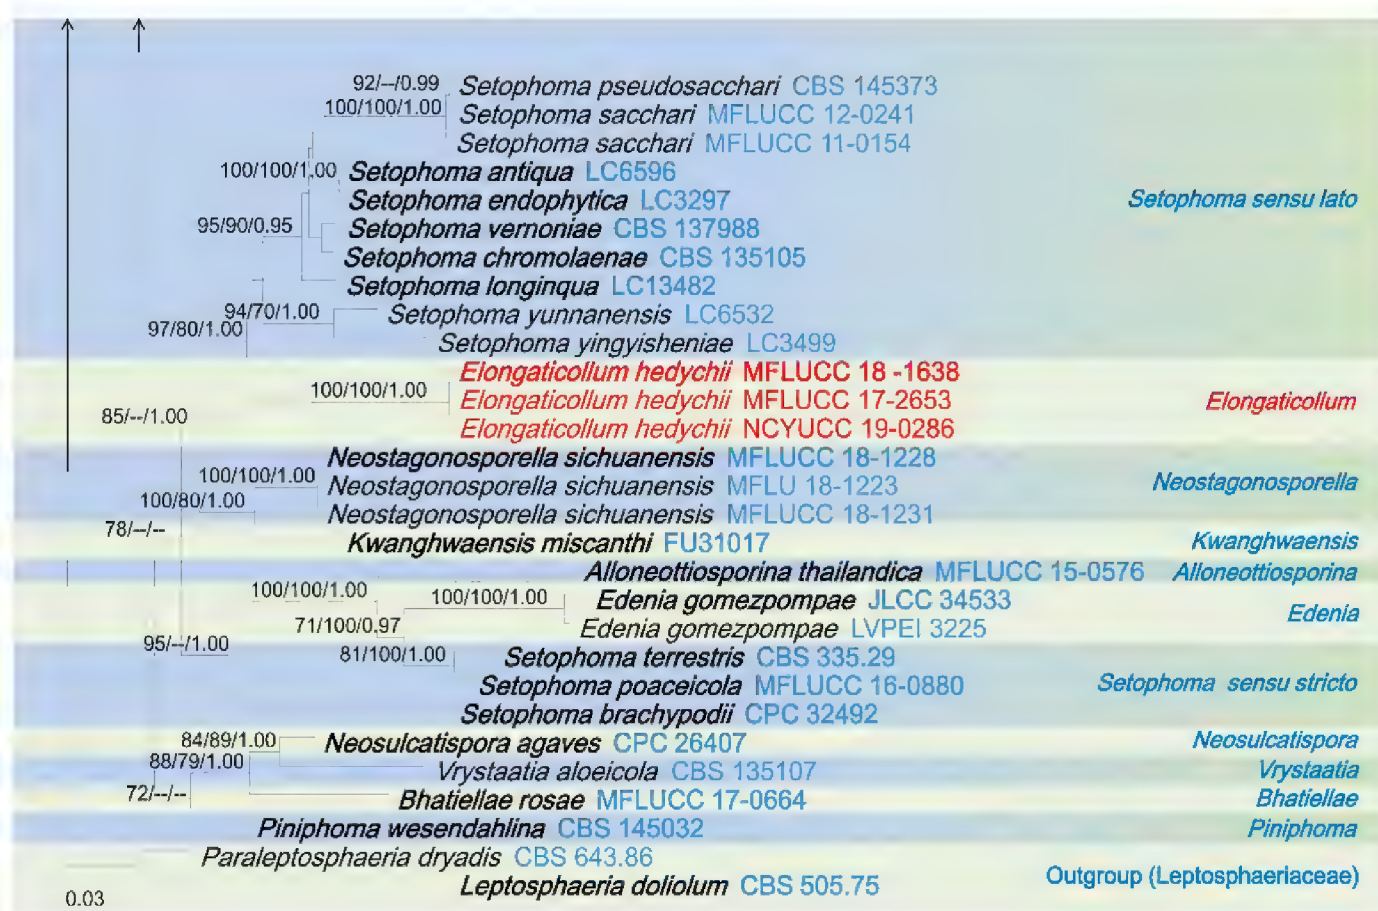 92/--/0.99 Setophoma pseudosacchari CBS 145373
100/100/1.00 Setophoma sacchari MFLUCC 12-0241
Setophoma sacchari MFLUCC 11-0154
100/100/1.00 Setophoma antiqua LC6596
Setophoma endophytica LC3297 Setophoma sensu lato
95/90/0.95 Setophoma vernoniae CBS 137988
Setophoma chromolaenae CBS 135105
Setophoma longinqua LC13482
94/70/1.00 Setophoma yunnanensis LC6532
97/80/1.00 Setophoma yingyisheniae LC3499
Elongaticollum hedychii MFLUCC 18 -1638
100/100/1.00 Elongaticollum hedychii MFLUCC 17-2653 Elongaticollum
85/--/1.00 Elongaticollum hedychii NCYUCC 19-0286
Neostagonosporella sichuanensis MFLUCC 18-1228
100/100/1.00 Neostagonosporella sichuanensis MFLU 18-1223 Neostagonosporella
100/80/1.00 Neostagonosporella sichuanensis MFLUCC 18-1231
78/--/-- Kwanghwaensis miscanthi FU31017 Kwanghwaensis
Alloneottiosporina thailandica MFLUCC 15-0576 Alloneottiosporina
100/100/1.00 100/100/1.00 Edenia gomezpompae JLCC 34533 Edenia
71/100/0.97 Edenia gomezpompae LVPEI 3225
95/--/1.00 81/100/1.00 Setophoma terrestris CBS 335.29
Setophoma poaceicola MFLUCC 16-0880 Setophoma sensu stricto
Setophoma brachypodii CPC 32492
84/89/1.00 Neosulcatispora agaves CPC 26407 Neosulcatispora
88/79/1.00 Vrystaatia aloeicola CBS 135107 Vrystaatia
72/--/-- Bhatiellae rosae MFLUCC 17-0664 Bhatiellae
Piniphoma wesendahlina CBS 145032 Piniphoma
Paraleptosphaeria dryadis CBS 643.86
Leptosphaeria doliolum CBS 505.75 Outgroup (Leptosphaeriaceae)
0.03